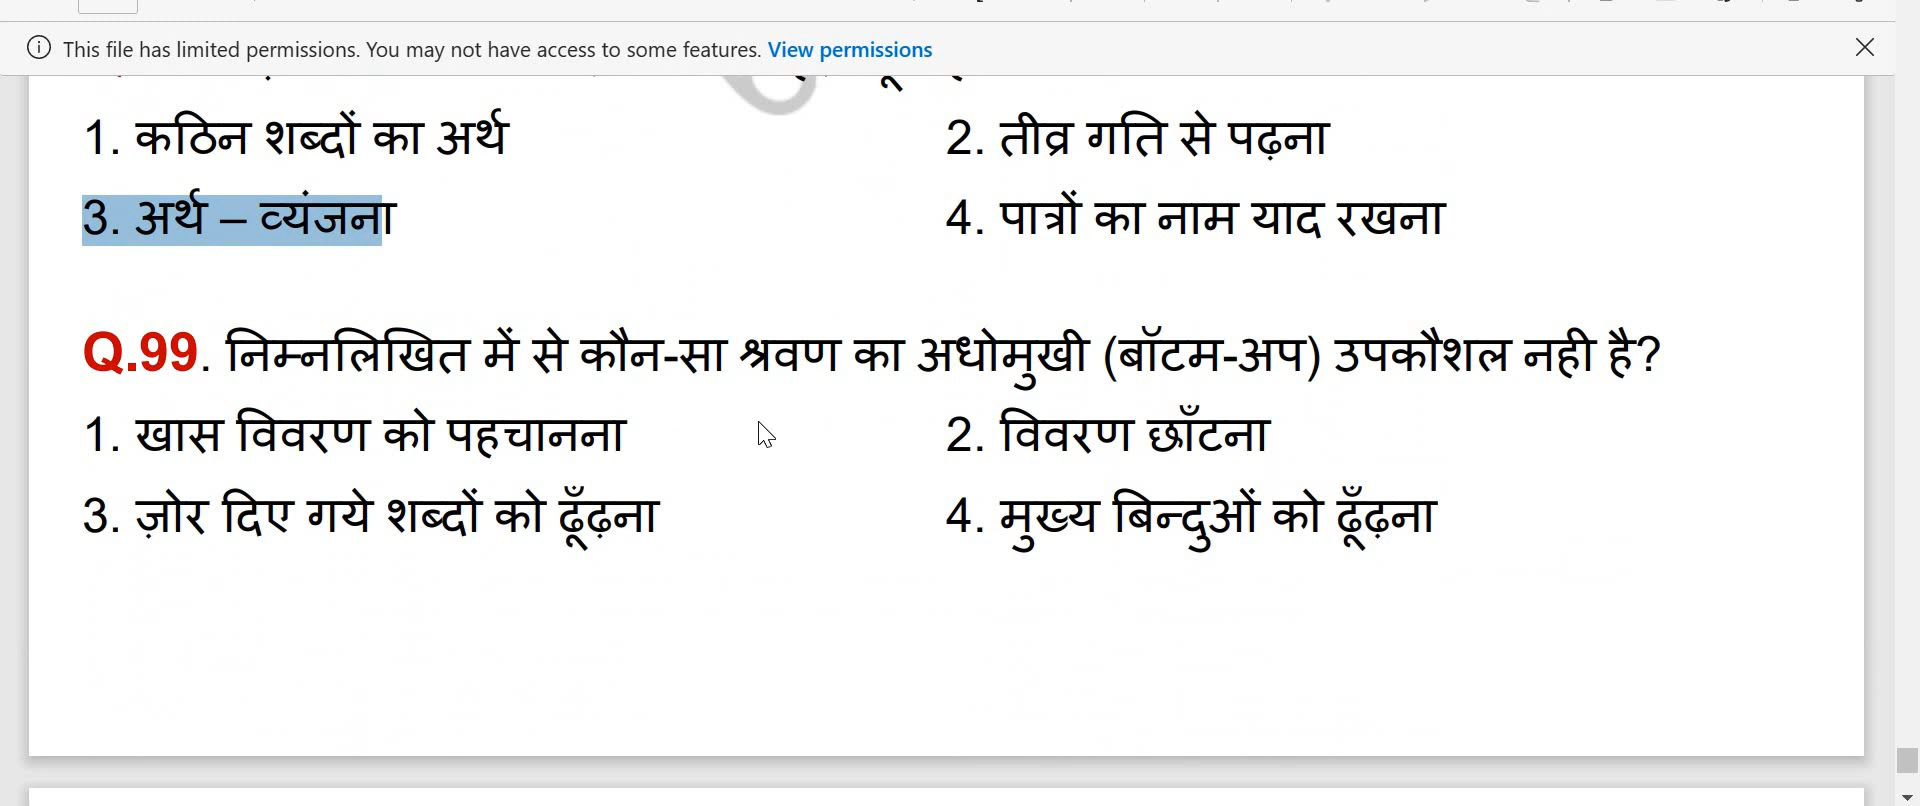 This file has limited permissions. You may not have access to some features. View permissions
1. कठिन शब्दों का अर्थ 2. तीव्र गति से पढ़ना
3. अर्थ – व्यंजना 4. पात्रों का नाम याद रखना
Q.99. निम्नलिखित में से कौन-सा श्रवण का अधोमुखी (बॉटम-अप) उपकौशल नही है?
1. खास विवरण को पहचानना 2. विवरण छाँटना
3. ज़ोर दिए गये शब्दों को ढूँढ़ना 4. मुख्य बिन्दुओं को ढूँढ़ना